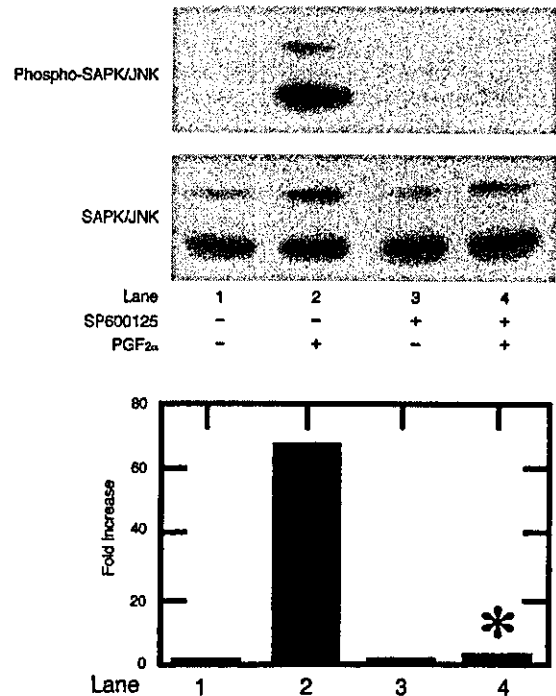 Phospho-SAPK/JNK
SAPK/JNK
Lane 1 2 3 4
SP600125 - - + +
PGF2α - + - +
80
60
40
20
0
Fold Increase
*
Lane 1 2 3 4